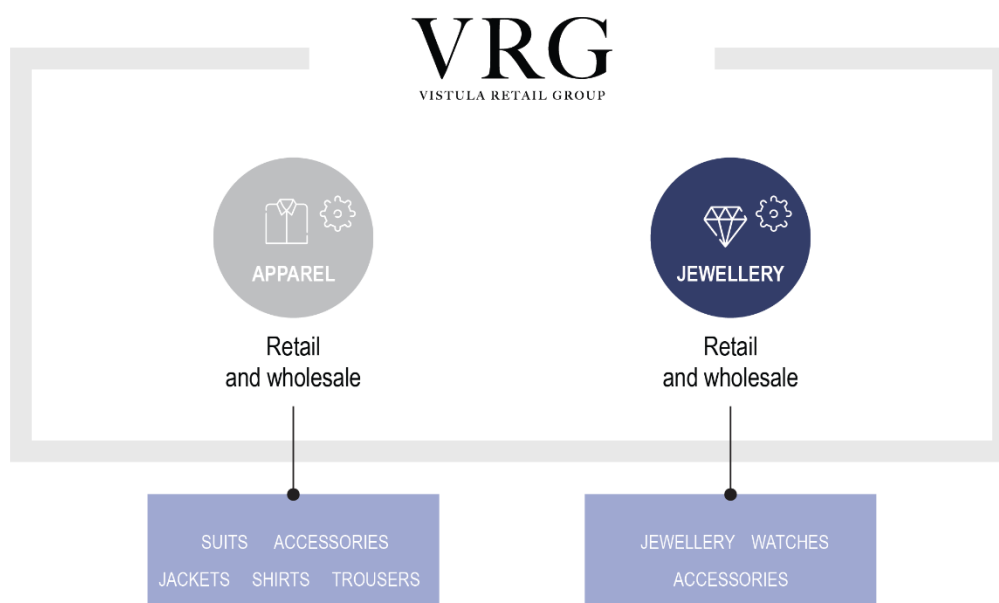 VRG
VISTULA RETAIL GROUP
APPAREL
Retail
and wholesale
SUITS ACCESSORIES
JACKETS SHIRTS TROUSERS
JEWELLERY
Retail
and wholesale
JEWELLERY WATCHES
ACCESSORIES